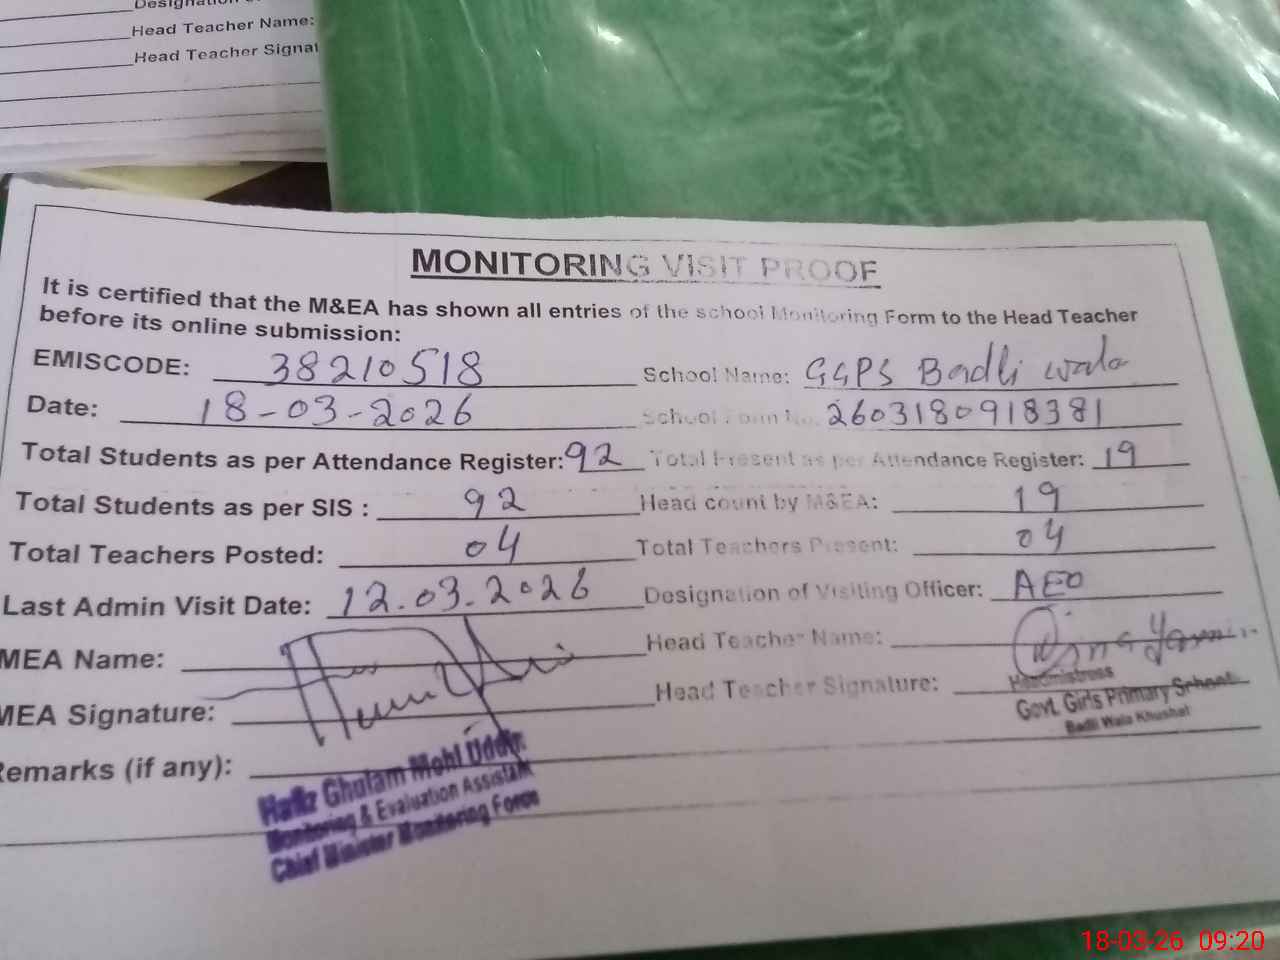 Designation o
Head Teacher Name:
Head Teacher Signat
MONITORING VISIT PROOF
It is certified that the M&EA has shown all entries of the school Monitoring Form to the Head Teacher
before its online submission:
EMISCODE: 38210518 School Name: GGPS Badli wala
Date: 18-03-2026 School Form No. 2603180918381
Total Students as per Attendance Register: 92 Total Present as per Attendance Register: 19
Total Students as per SIS : 92 Head count by M&EA: 19
Total Teachers Posted: 04 Total Teachers Present: 04
Last Admin Visit Date: 12.03.2026 Designation of Visiting Officer: AEO
MEA Name: Head Teacher Name:
MEA Signature: Head Teacher Signature:
Headmistress
Govt. Girls Primary School
Badli Wala Khushal
Remarks (if any):
Hafiz Ghulam Mohi Uddin
Monitoring & Evaluation Assistant
Chief Minister Monitoring Force
18-03-26 09:20